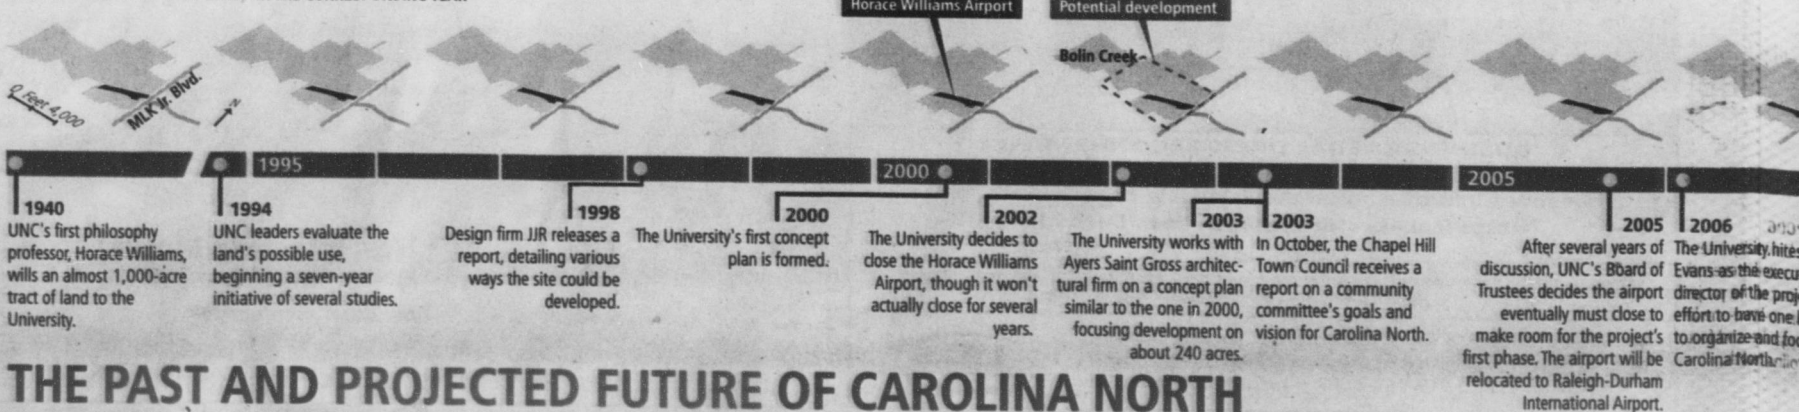 Horace Williams Airport
Potential development
Bolin Creek
0 Feet 4,000
MLK Jr. Blvd.
N
1995
2000
2005
1940
UNC's first philosophy
professor, Horace Williams,
wills an almost 1,000-acre
tract of land to the
University.
1994
UNC leaders evaluate the
land's possible use,
beginning a seven-year
initiative of several studies.
1998
Design firm JJR releases a
report, detailing various
ways the site could be
developed.
2000
The University's first concept
plan is formed.
2002
The University decides to
close the Horace Williams
Airport, though it won't
actually close for several
years.
2003
The University works with
Ayers Saint Gross architec-
tural firm on a concept plan
similar to the one in 2000,
focusing development on
about 240 acres.
2003
In October, the Chapel Hill
Town Council receives a
report on a community
committee's goals and
vision for Carolina North.
2005
After several years of
discussion, UNC's Board of
Trustees decides the airport
eventually must close to
make room for the project's
first phase. The airport will be
relocated to Raleigh-Durham
International Airport.
2006
The University hires
Evans as the execu
director of the proj
effort to have one
to organize and fo
Carolina North
THE PAST AND PROJECTED FUTURE OF CAROLINA NORTH